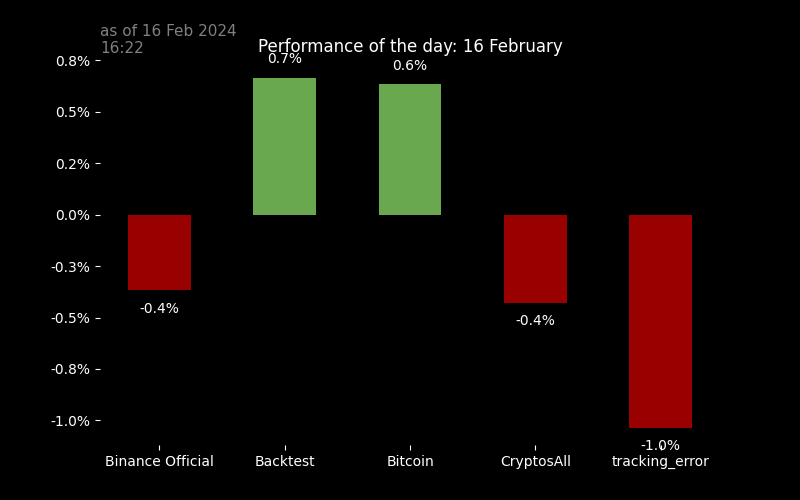 as of 16 Feb 2024
16:22
Performance of the day: 16 February
0.8%
0.5%
0.2%
0.0%
-0.3%
-0.5%
-0.8%
-1.0%
0.7%
0.6%
-0.4%
-0.4%
-1.0%
Binance Official
Backtest
Bitcoin
CryptosAll
tracking_error